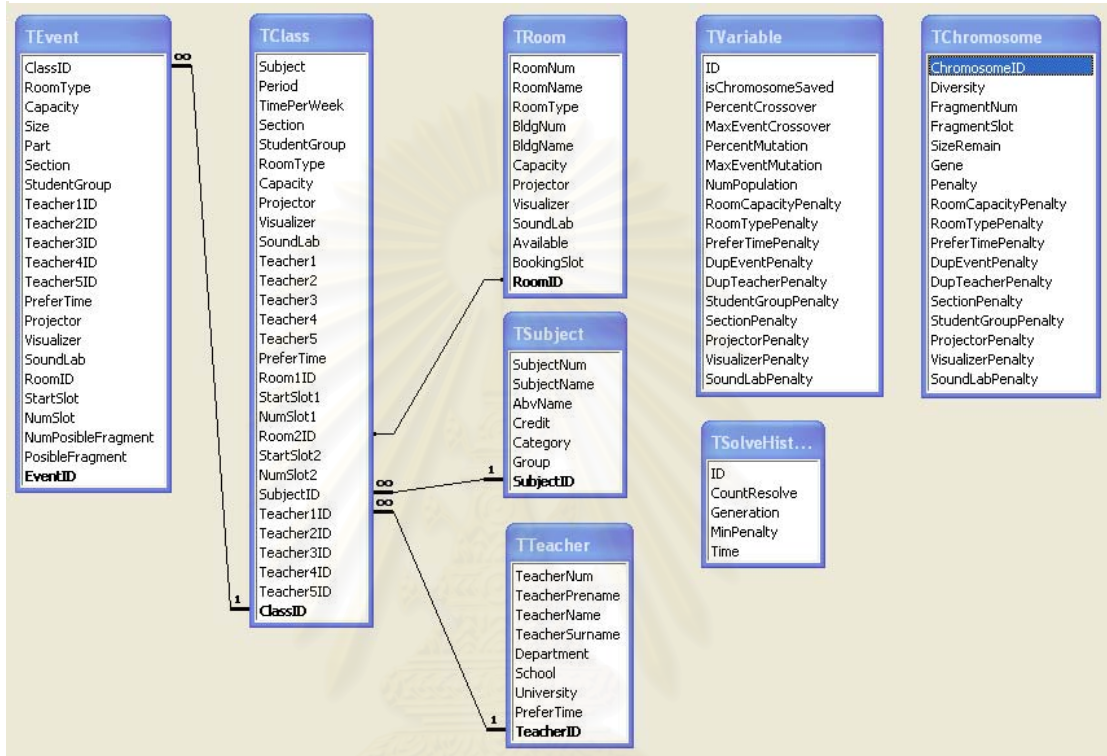 TEvent
ClassID
RoomType
Capacity
Size
Part
Section
StudentGroup
Teacher1ID
Teacher2ID
Teacher3ID
Teacher4ID
Teacher5ID
PreferTime
Projector
Visualizer
SoundLab
RoomID
StartSlot
NumSlot
NumPosibleFragment
PosibleFragment
EventID
∞
1
TClass
Subject
Period
TimePerWeek
Section
StudentGroup
RoomType
Capacity
Projector
Visualizer
SoundLab
Teacher1
Teacher2
Teacher3
Teacher4
Teacher5
PreferTime
Room1ID
StartSlot1
NumSlot1
Room2ID
StartSlot2
NumSlot2
SubjectID
Teacher1ID
Teacher2ID
Teacher3ID
Teacher4ID
Teacher5ID
ClassID
∞
∞
TRoom
RoomNum
RoomName
RoomType
BldgNum
BldgName
Capacity
Projector
Visualizer
SoundLab
Available
BookingSlot
RoomID
TSubject
SubjectNum
SubjectName
AbvName
Credit
Category
Group
SubjectID
1
TTeacher
TeacherNum
TeacherPrename
TeacherName
TeacherSurname
Department
School
University
PreferTime
TeacherID
1
TVariable
ID
isChromosomeSaved
PercentCrossover
MaxEventCrossover
PercentMutation
MaxEventMutation
NumPopulation
RoomCapacityPenalty
RoomTypePenalty
PreferTimePenalty
DupEventPenalty
DupTeacherPenalty
StudentGroupPenalty
SectionPenalty
ProjectorPenalty
VisualizerPenalty
SoundLabPenalty
TSolveHist...
ID
CountResolve
Generation
MinPenalty
Time
TChromosome
ChromosomeID
Diversity
FragmentNum
FragmentSlot
SizeRemain
Gene
Penalty
RoomCapacityPenalty
RoomTypePenalty
PreferTimePenalty
DupEventPenalty
DupTeacherPenalty
SectionPenalty
StudentGroupPenalty
ProjectorPenalty
VisualizerPenalty
SoundLabPenalty